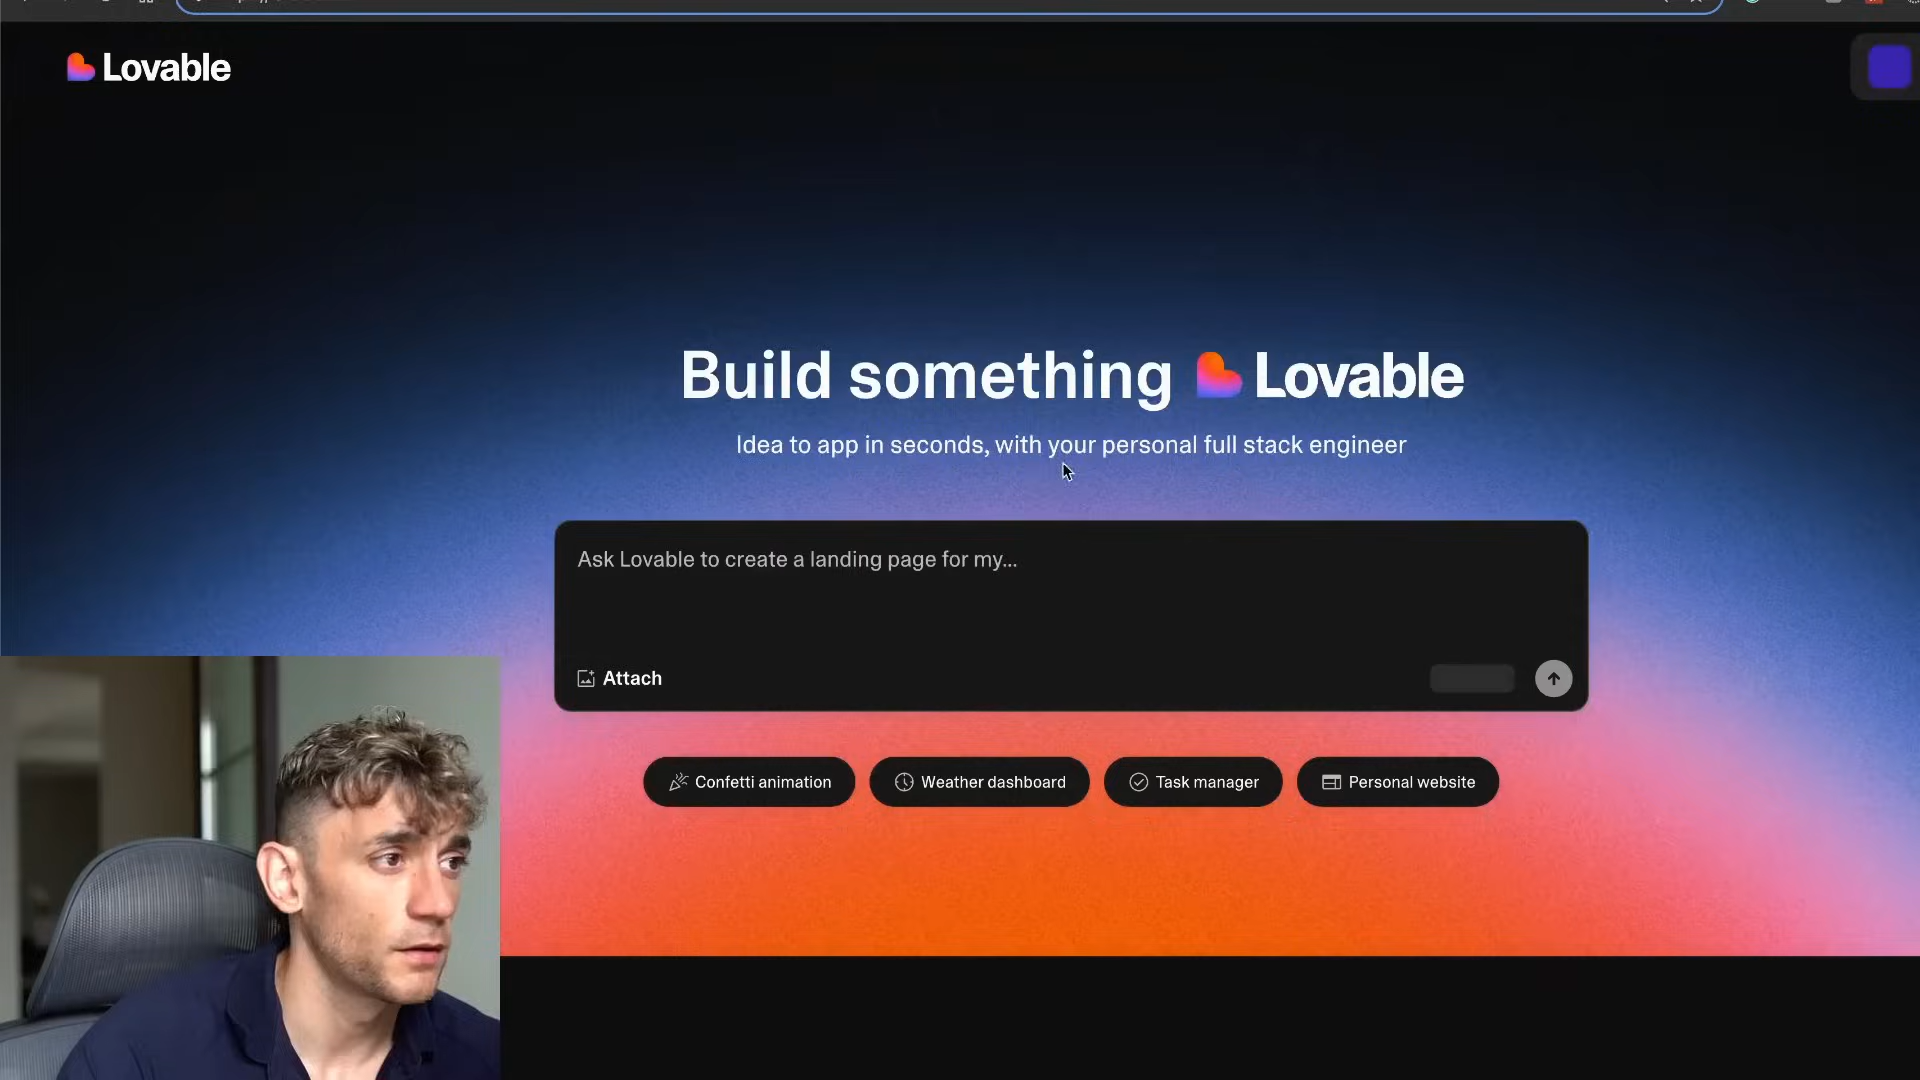 Lovable
Build something Lovable
Idea to app in seconds, with your personal full stack engineer
Ask Lovable to create a landing page for my...
Attach
Confetti animation
Weather dashboard
Task manager
Personal website